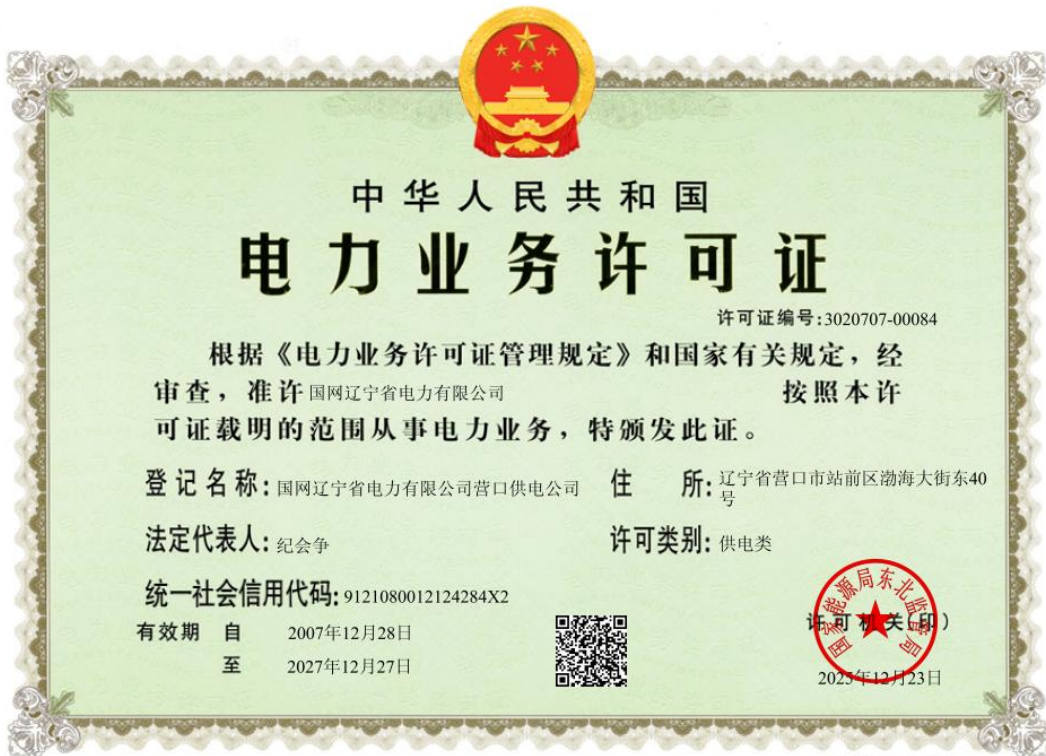 中华人民共和国
电力业务许可证
许可证编号:3020707-00084
根据《电力业务许可证管理规定》和国家有关规定，经
审查，准许 国网辽宁省电力有限公司 按照本许
可证载明的范围从事电力业务，特颁发此证。
登记名称: 国网辽宁省电力有限公司营口供电公司 住 所: 辽宁省营口市站前区渤海大街东40
号
法定代表人: 纪会争 许可类别: 供电类
统一社会信用代码: 9121080012124284X2
国家能源局东北监管局
许可机关(印)
有效期 自 2007年12月28日
至 2027年12月27日
2025年12月23日